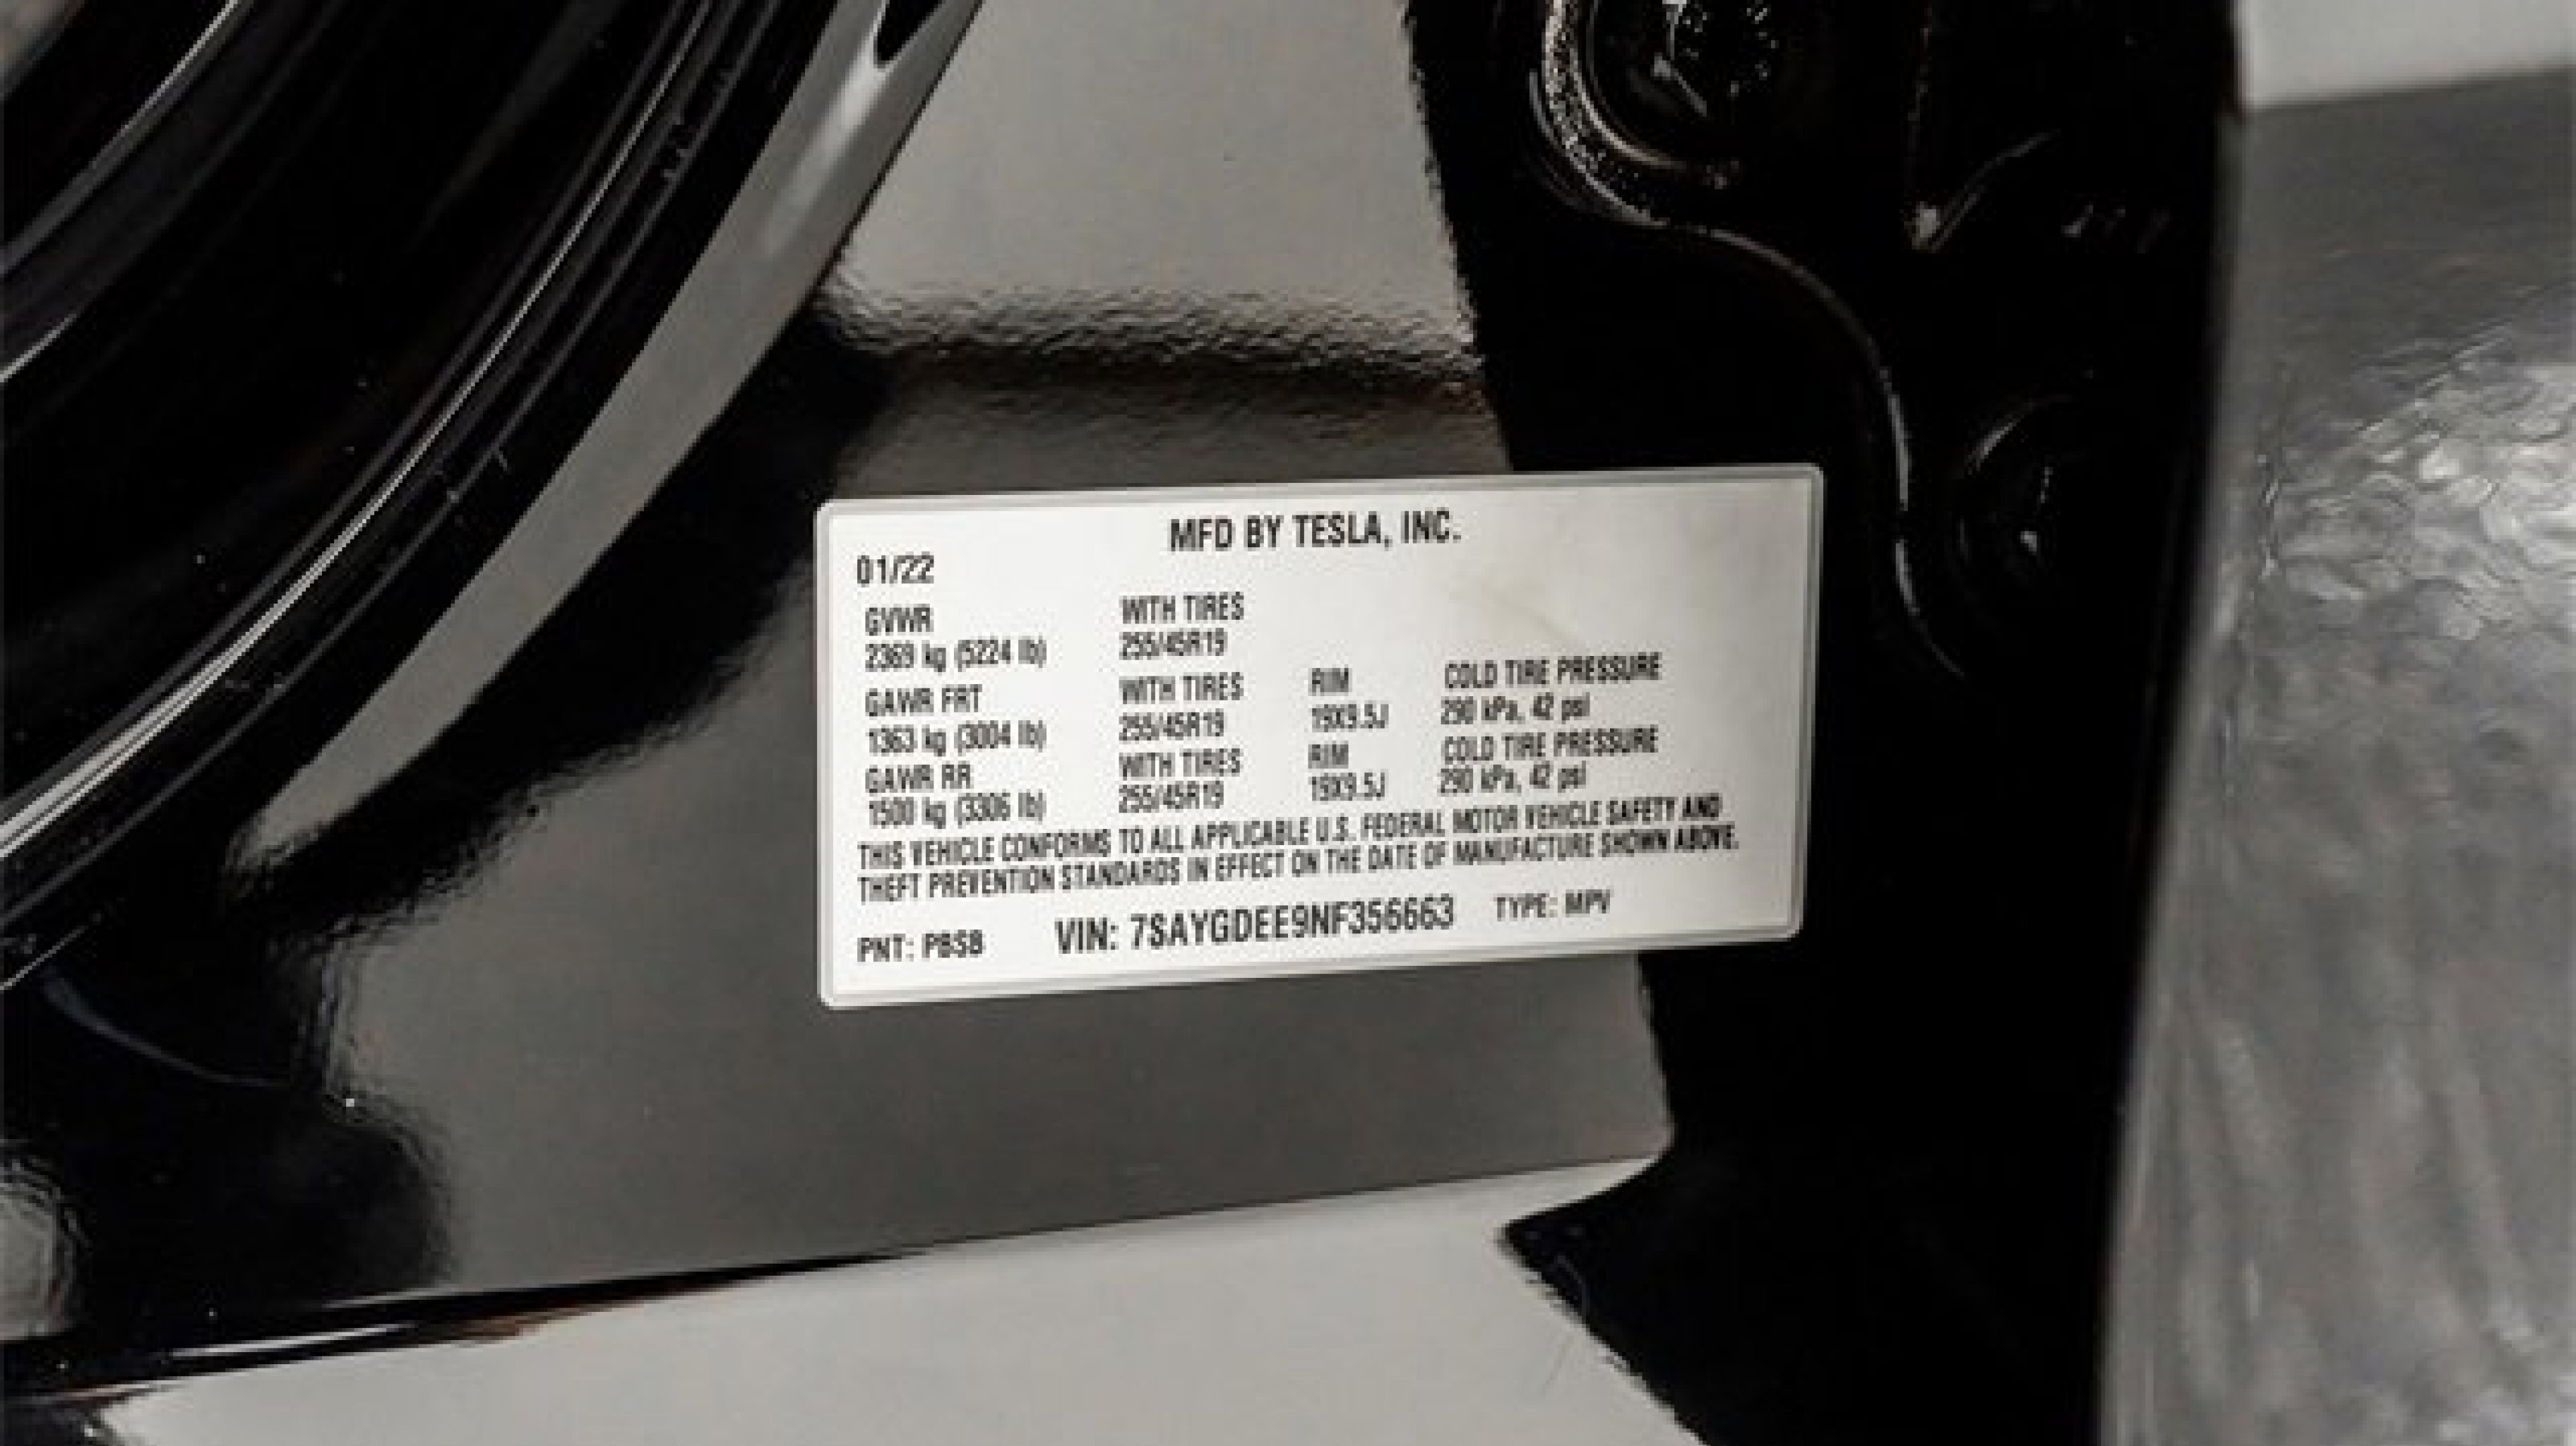 MFD BY TESLA, INC.
01/22
GVWR WITH TIRES
2369 kg (5224 lb) 255/45R19
GAWR FRT WITH TIRES RIM COLD TIRE PRESSURE
1363 kg (3004 lb) 255/45R19 19X9.5J 290 kPa, 42 psi
GAWR RR WITH TIRES RIM COLD TIRE PRESSURE
1500 kg (3306 lb) 255/45R19 19X9.5J 290 kPa, 42 psi
THIS VEHICLE CONFORMS TO ALL APPLICABLE U.S. FEDERAL MOTOR VEHICLE SAFETY AND
THEFT PREVENTION STANDARDS IN EFFECT ON THE DATE OF MANUFACTURE SHOWN ABOVE.
PNT: PBSB VIN: 7SAYGDEE9NF356663 TYPE: MPV